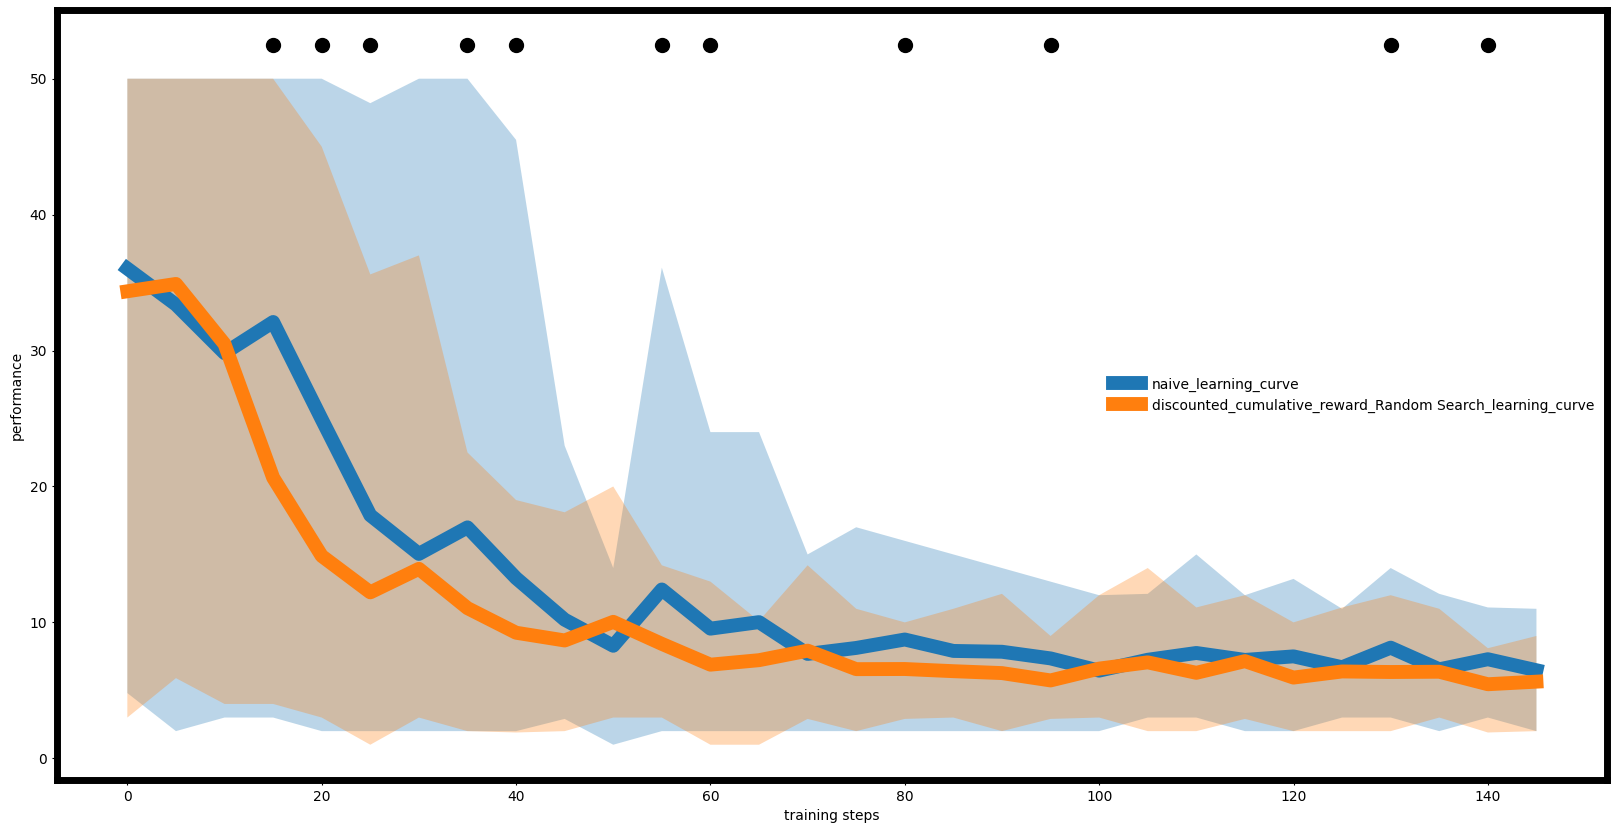 50
40
30
20
10
0
performance
naive_learning_curve
discounted_cumulative_reward_Random Search_learning_curve
0 20 40 60 80 100 120 140
training steps